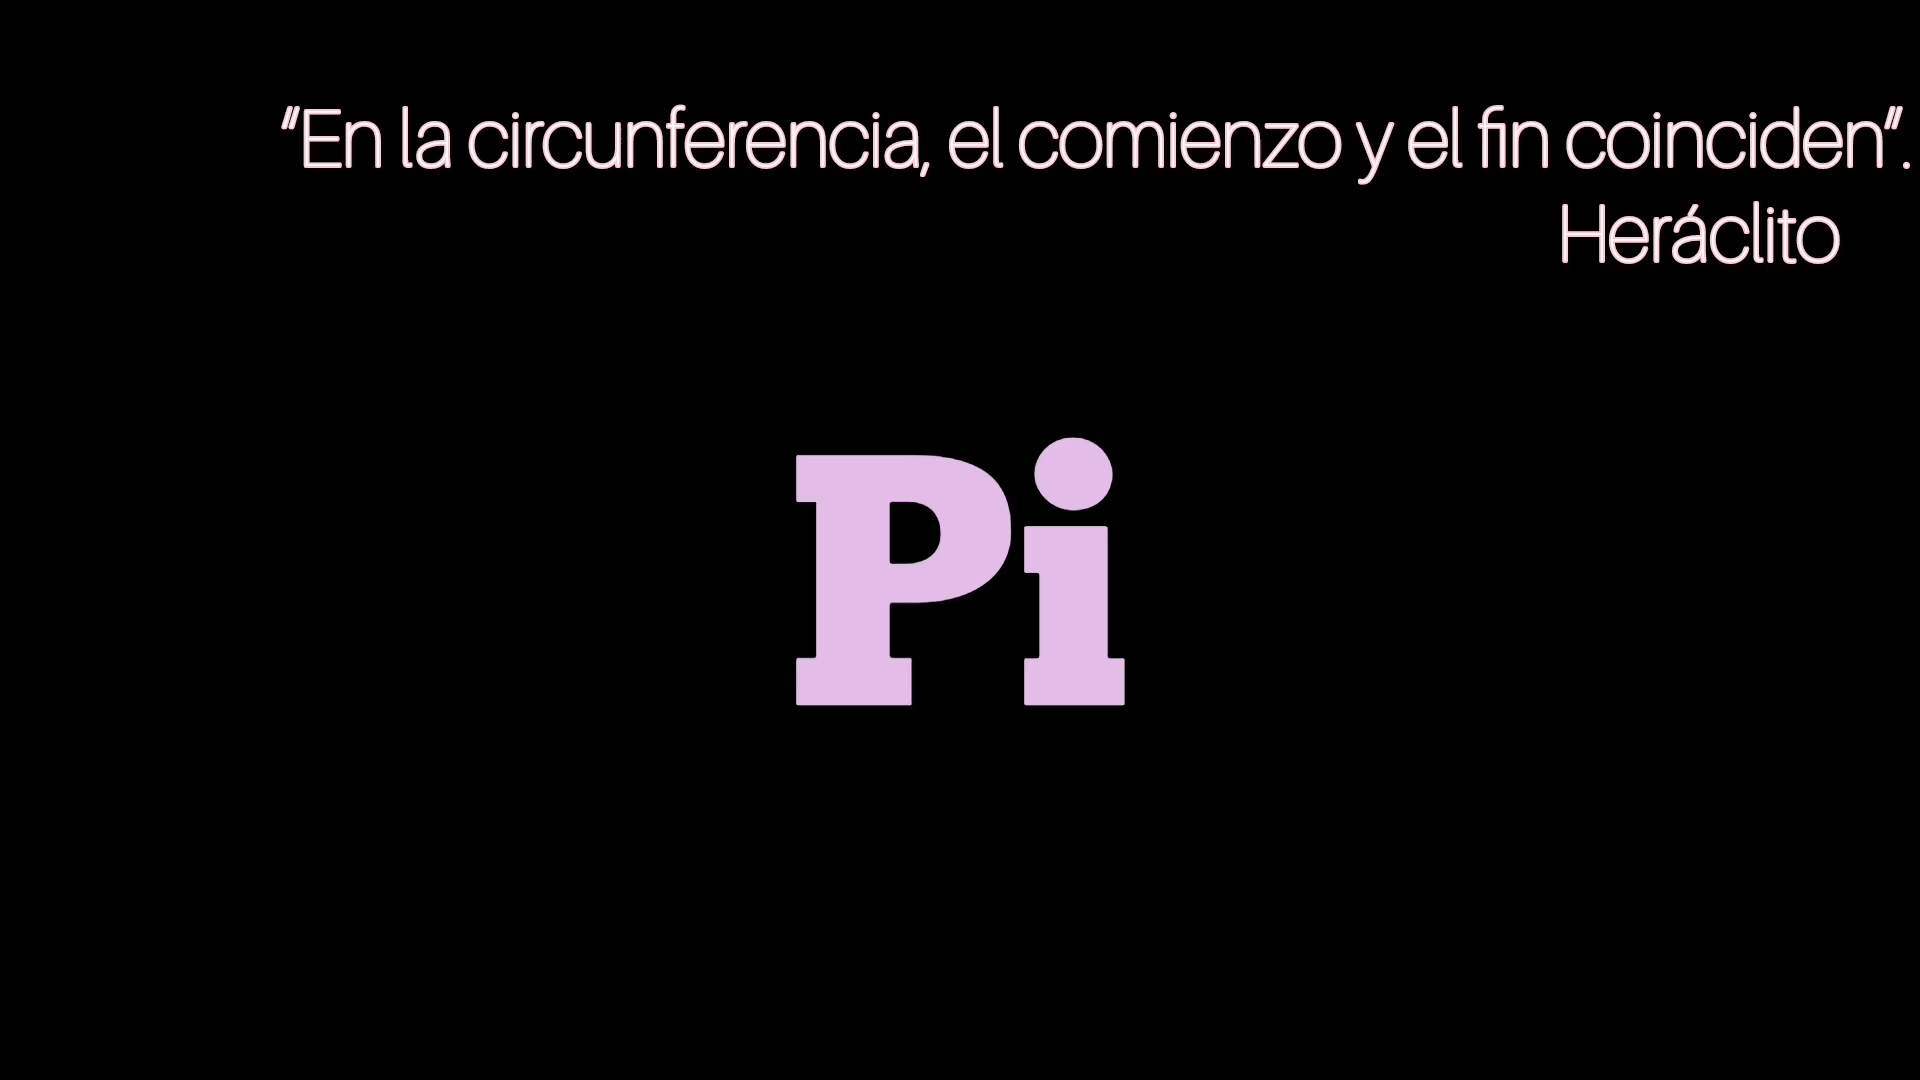 “En la circunferencia, el comienzo y el fin coinciden”.
Heráclito
Pi